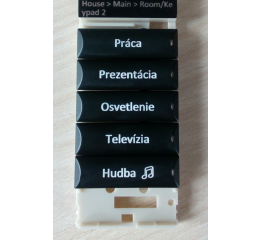 House > Main > Room/Ke
ypad 2
Práca
Prezentácia
Osvetlenie
Televízia
Hudba